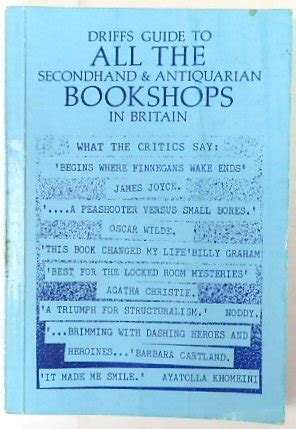 DRIFFS GUIDE TO
ALL THE
SECONDHAND & ANTIQUARIAN
BOOKSHOPS
IN BRITAIN
WHAT THE CRITICS SAY:
'BEGINS WHERE FINNEGANS WAKE ENDS'
JAMES JOYCE.
'....A PEASHOOTER VERSUS SMALL BORES.'
OSCAR WILDE.
'THIS BOOK CHANGED MY LIFE'BILLY GRAHAM
'BEST FOR THE LOCKED ROOM MYSTERIES'
AGATHA CHRISTIE.
'A TRIUMPH FOR STRUCTURALISM.' NODDY.
'...BRIMMING WITH DASHING HEROES AND
HEROINES...'BARBARA CARTLAND.
'IT MADE ME SMILE.' AYATOLLA KHOMEINI